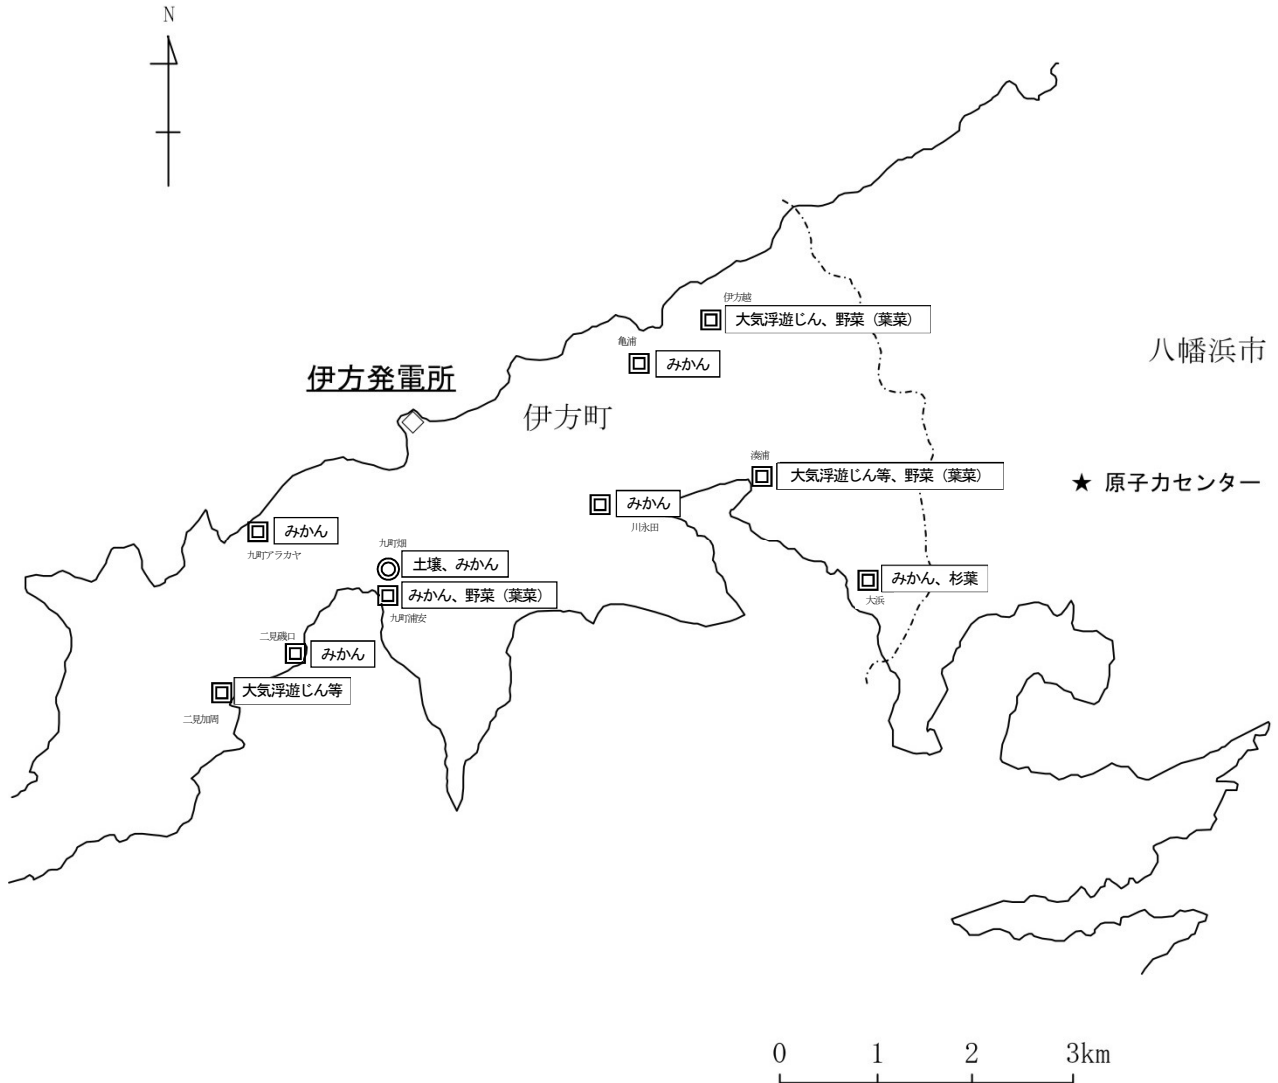 N
伊方越
大気浮遊じん、野菜（葉菜）
亀浦
みかん
八幡浜市
伊方発電所
伊方町
湊浦
大気浮遊じん等、野菜（葉菜）
★ 原子力センター
みかん
川永田
みかん
九町アラカヤ
九町畑
土壌、みかん
みかん、野菜（葉菜）
九町浦安
みかん、杉葉
大浜
二見磯口
みかん
大気浮遊じん等
二見加周
0 1 2 3km